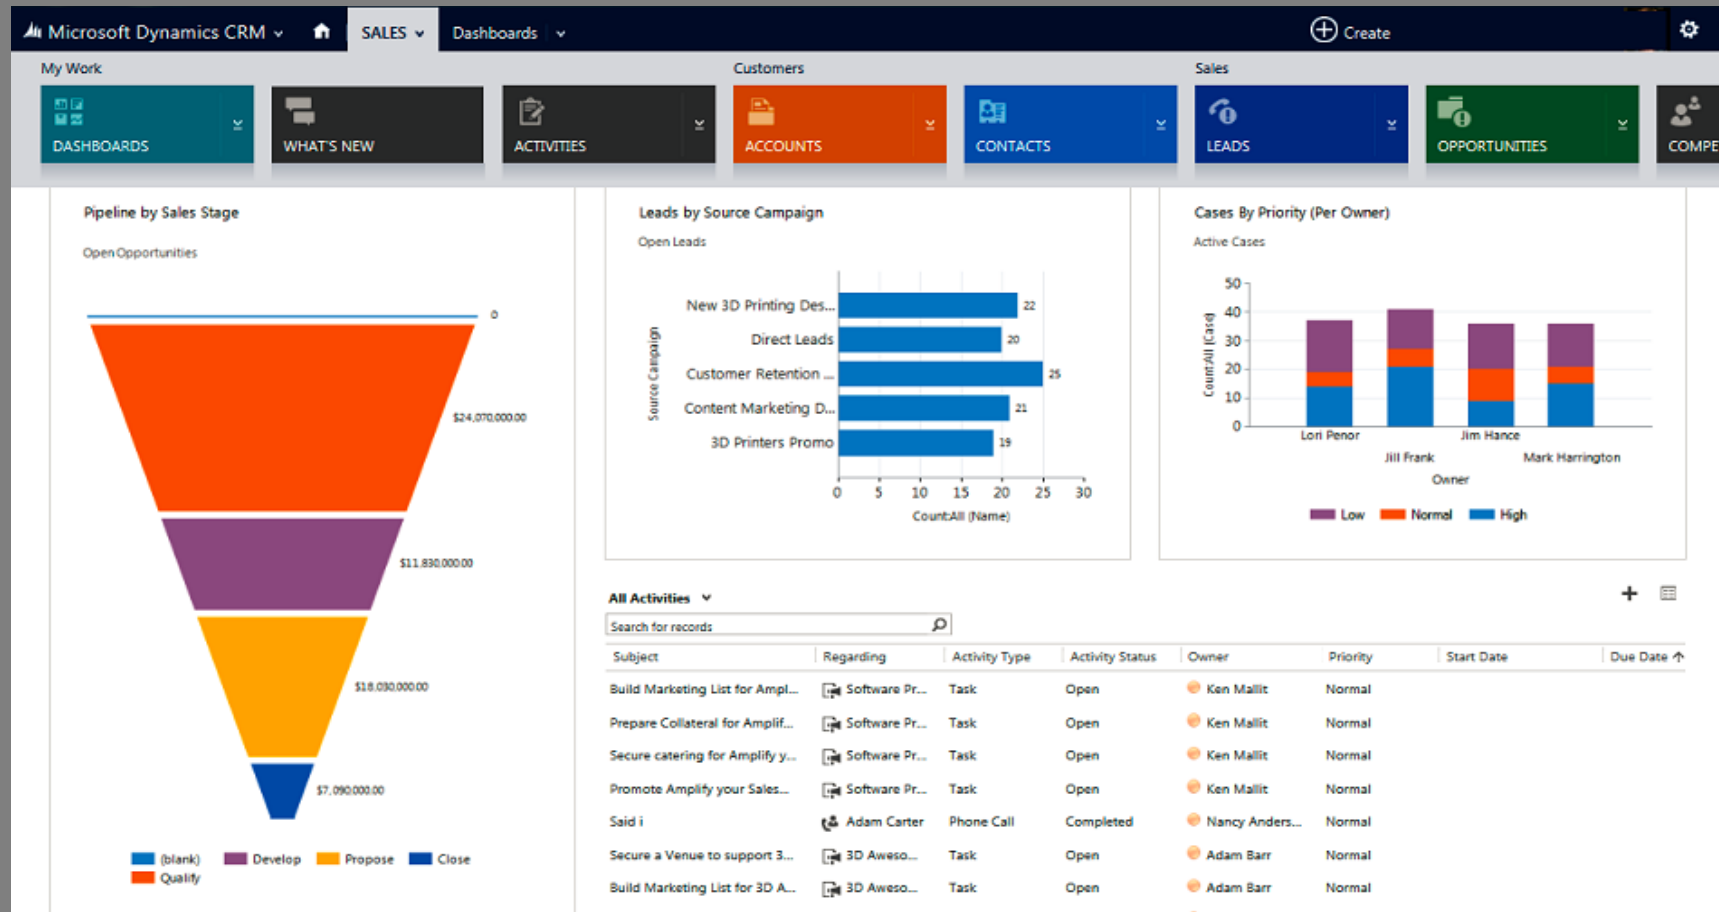 Microsoft Dynamics CRM SALES Dashboards Create
My Work Customers Sales
DASHBOARDS WHAT'S NEW ACTIVITIES ACCOUNTS CONTACTS LEADS OPPORTUNITIES COMPE
Pipeline by Sales Stage
Open Opportunities
0
$24,070,000.00
$11,830,000.00
$18,030,000.00
$7,090,000.00
(blank) Develop Propose Close
Qualify
Leads by Source Campaign
Open Leads
Source Campaign
New 3D Printing Des... 22
Direct Leads 20
Customer Retention ... 25
Content Marketing D... 21
3D Printers Promo 19
0 5 10 15 20 25 30
Count:All (Name)
Cases By Priority (Per Owner)
Active Cases
Count:All (Case)
50
40
30
20
10
0
Lori Penor Jim Hance
Jill Frank Mark Harrington
Owner
Low Normal High
All Activities
Search for records
Subject Regarding Activity Type Activity Status Owner Priority Start Date Due Date
Build Marketing List for Ampl... Software Pr... Task Open Ken Mallit Normal
Prepare Collateral for Amplif... Software Pr... Task Open Ken Mallit Normal
Secure catering for Amplify y... Software Pr... Task Open Ken Mallit Normal
Promote Amplify your Sales... Software Pr... Task Open Ken Mallit Normal
Said i Adam Carter Phone Call Completed Nancy Anders... Normal
Secure a Venue to support 3... 3D Aweso... Task Open Adam Barr Normal
Build Marketing List for 3D A... 3D Aweso... Task Open Adam Barr Normal